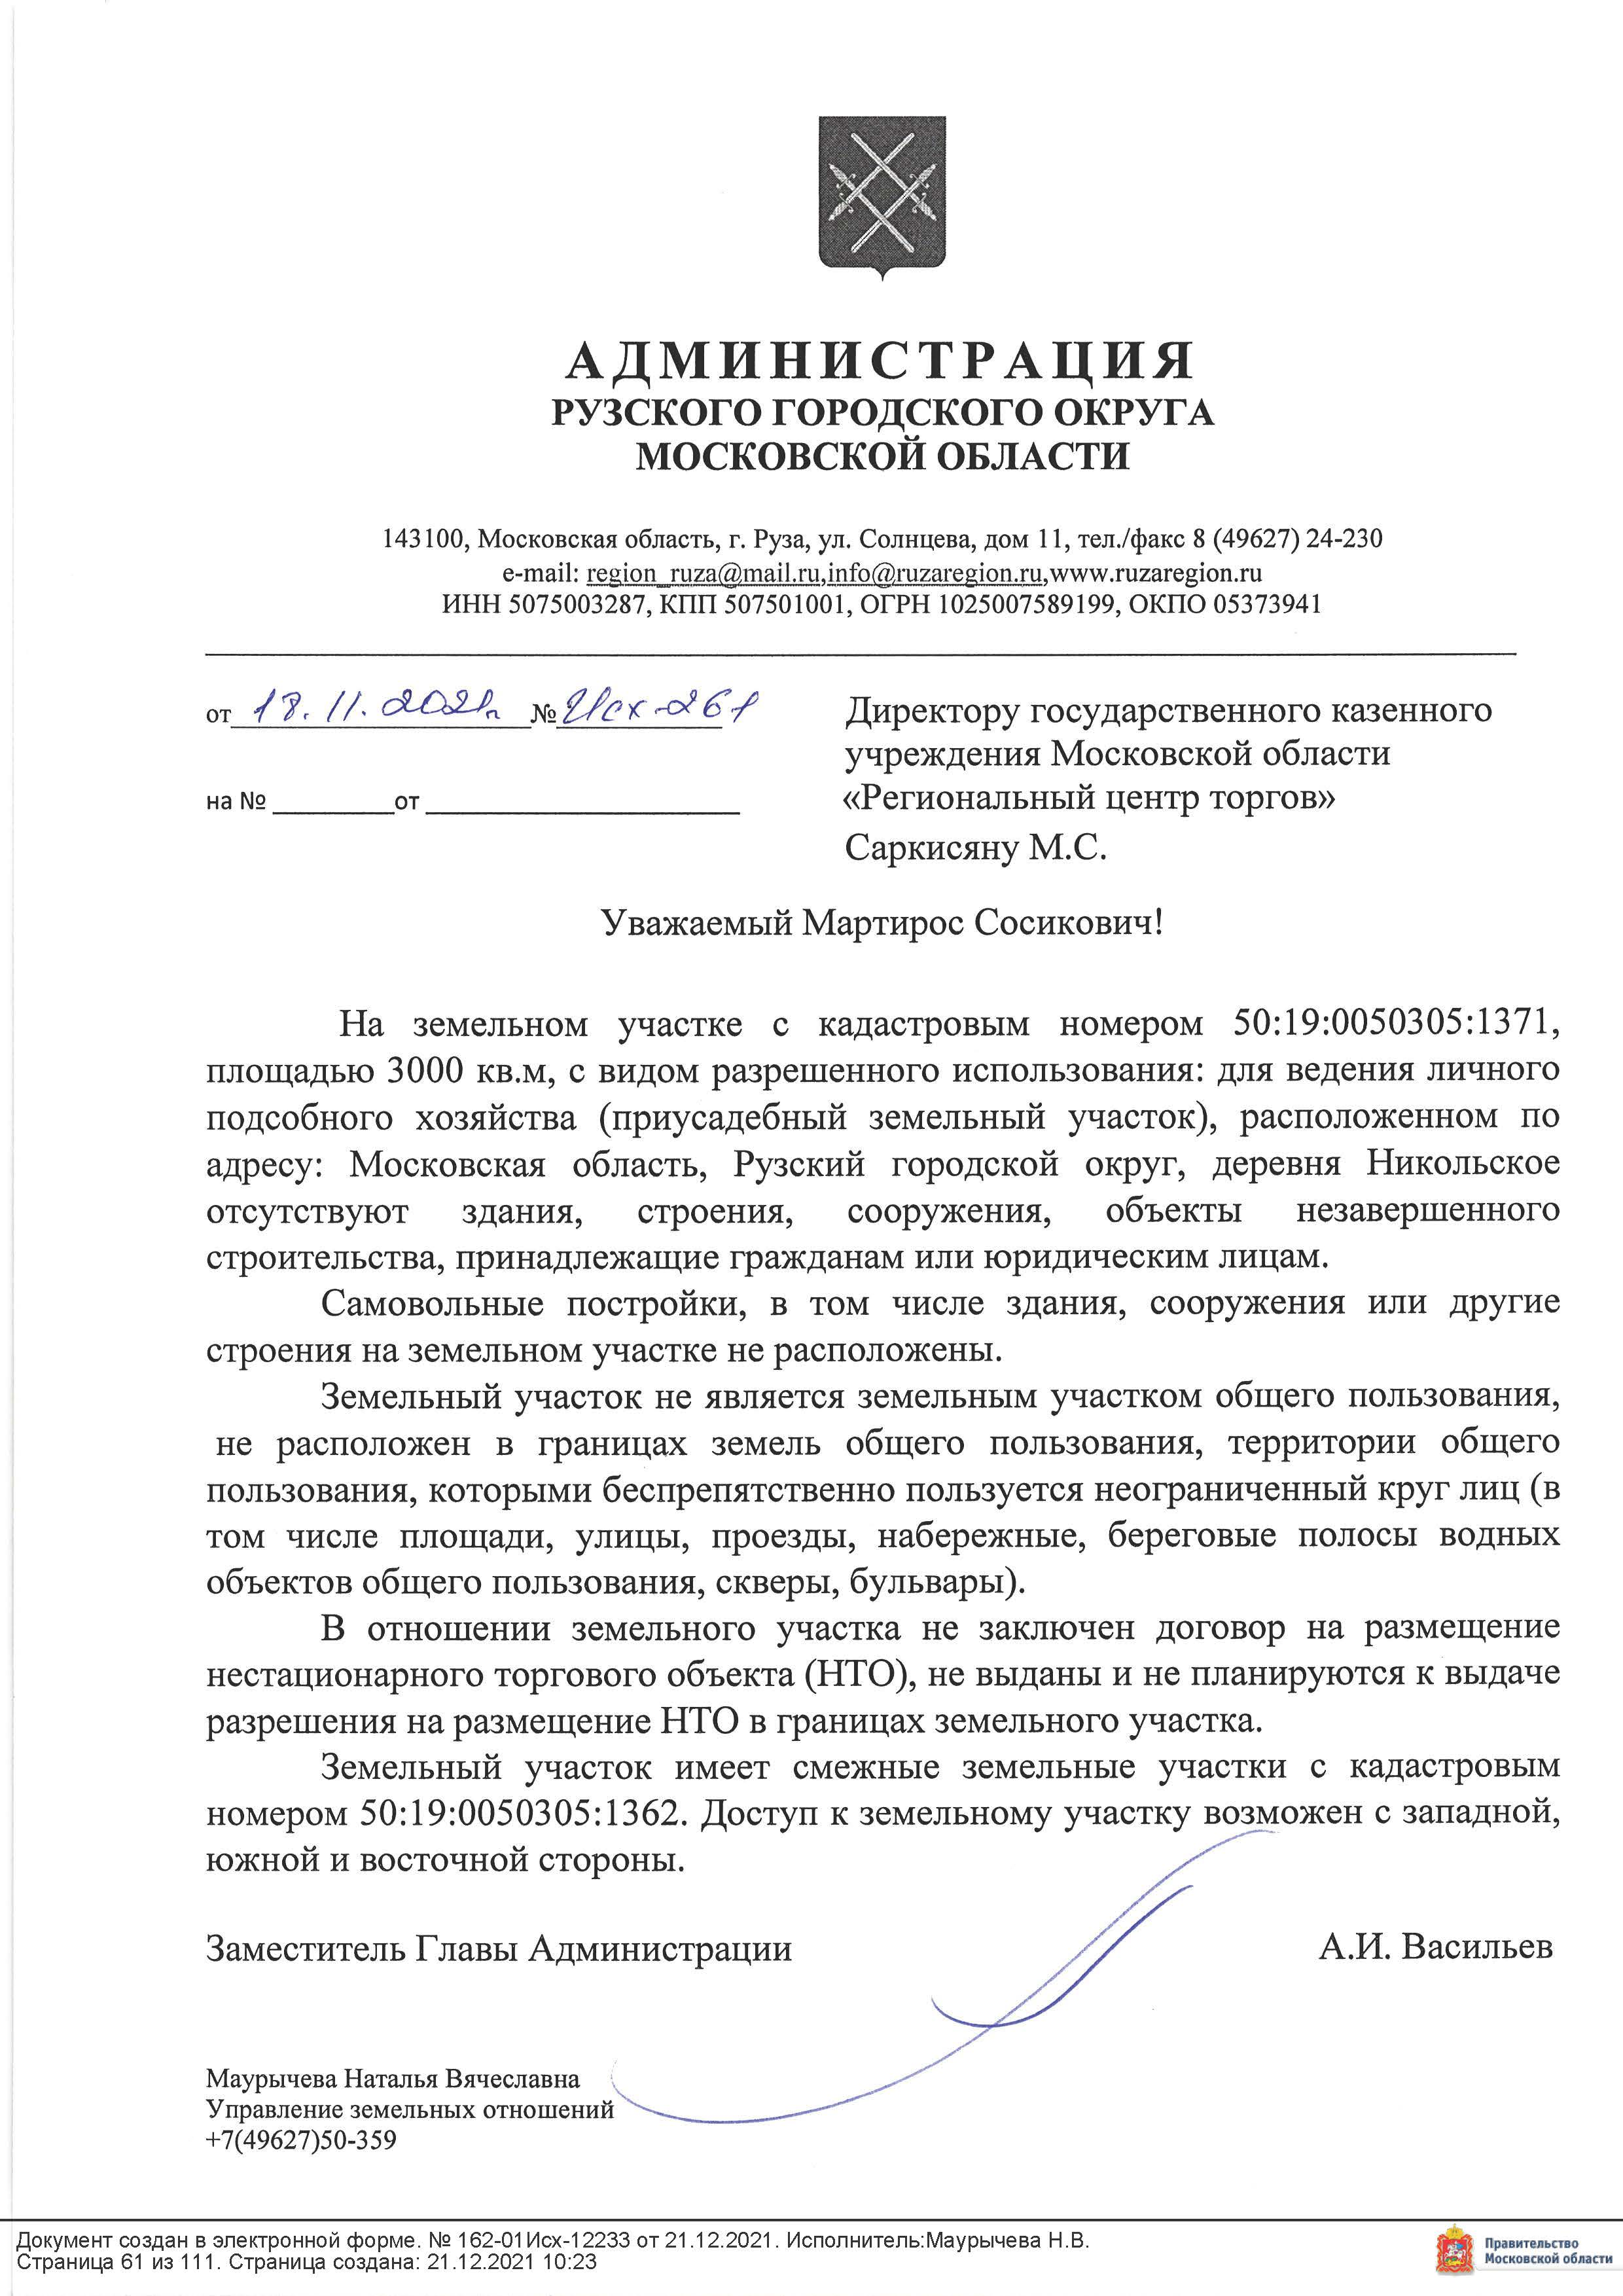 АДМИНИСТРАЦИЯ
РУЗСКОГО ГОРОДСКОГО ОКРУГА
МОСКОВСКОЙ ОБЛАСТИ
143100, Московская область, г. Руза, ул. Солнцева, дом 11, тел./факс 8 (49627) 24-230
e-mail: region_ruza@mail.ru,info@ruzaregion.ru,www.ruzaregion.ru
ИНН 5075003287, КПП 507501001, ОГРН 1025007589199, ОКПО 05373941
от 18.11.2021г. № Исх-261
на № _________ от _________
Директору государственного казенного
учреждения Московской области
«Региональный центр торгов»
Саркисяну М.С.
Уважаемый Мартирос Сосикович!
На земельном участке с кадастровым номером 50:19:0050305:1371,
площадью 3000 кв.м, с видом разрешенного использования: для ведения личного
подсобного хозяйства (приусадебный земельный участок), расположенном по
адресу: Московская область, Рузский городской округ, деревня Никольское
отсутствуют здания, строения, сооружения, объекты незавершенного
строительства, принадлежащие гражданам или юридическим лицам.
Самовольные постройки, в том числе здания, сооружения или другие
строения на земельном участке не расположены.
Земельный участок не является земельным участком общего пользования,
не расположен в границах земель общего пользования, территории общего
пользования, которыми беспрепятственно пользуется неограниченный круг лиц (в
том числе площади, улицы, проезды, набережные, береговые полосы водных
объектов общего пользования, скверы, бульвары).
В отношении земельного участка не заключен договор на размещение
нестационарного торгового объекта (НТО), не выданы и не планируются к выдаче
разрешения на размещение НТО в границах земельного участка.
Земельный участок имеет смежные земельные участки с кадастровым
номером 50:19:0050305:1362. Доступ к земельному участку возможен с западной,
южной и восточной стороны.
Заместитель Главы Администрации А.И. Васильев
Маурычева Наталья Вячеславна
Управление земельных отношений
+7(49627)50-359
Документ создан в электронной форме. № 162-01Исх-12233 от 21.12.2021. Исполнитель:Маурычева Н.В.
Страница 61 из 111. Страница создана: 21.12.2021 10:23
Правительство
Московской области